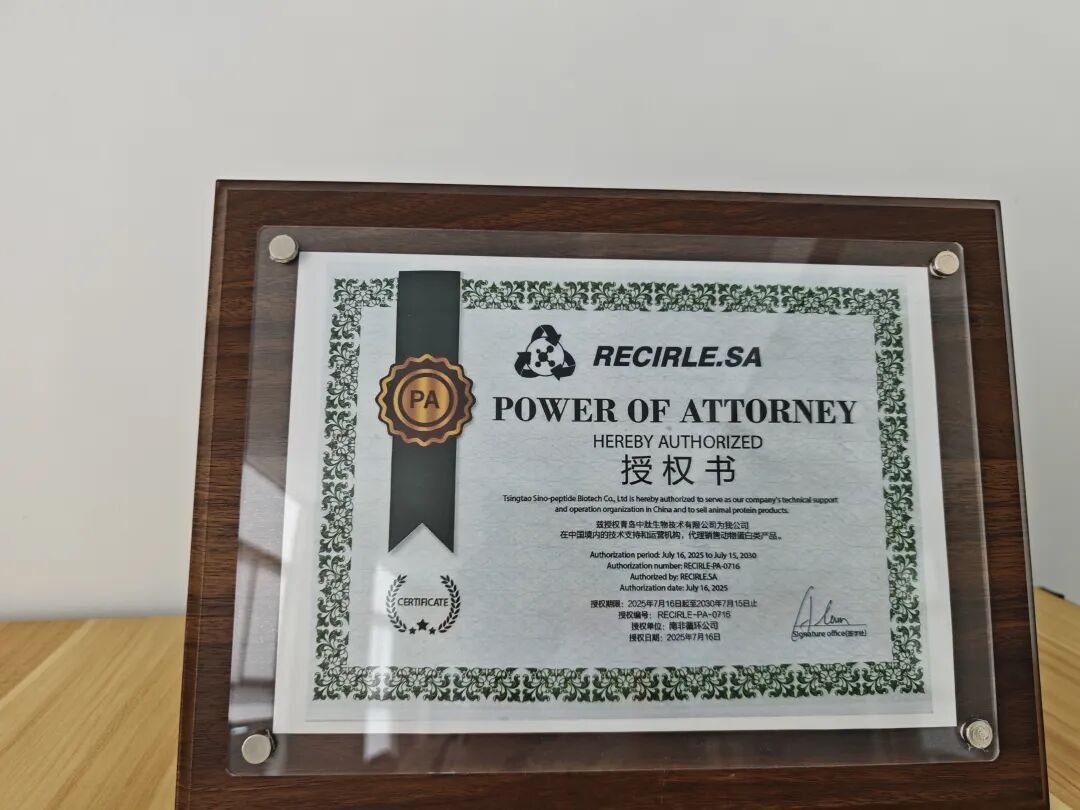 RECIRLE.SA
PA
POWER OF ATTORNEY
HEREBY AUTHORIZED
授权书
Tsingtao Sino-peptide Biotech Co., Ltd is hereby authorized to serve as our company's technical support
and operation organization in China and to sell animal protein products.
兹授权青岛中肽生物技术有限公司为我公司
在中国境内的技术支持和运营机构，代理销售动物蛋白类产品。
Authorization period: July 16, 2025 to July 15, 2030
Authorization number: RECIRLE-PA-0716
Authorized by: RECIRLE.SA
Authorization date: July 16, 2025
CERTIFICATE
授权期限：2025年7月16日起至2030年7月15日止
授权编号：RECIRLE-PA-0716
授权单位：南非循环公司
授权日期：2025年7月16日
Signature office(签字处)